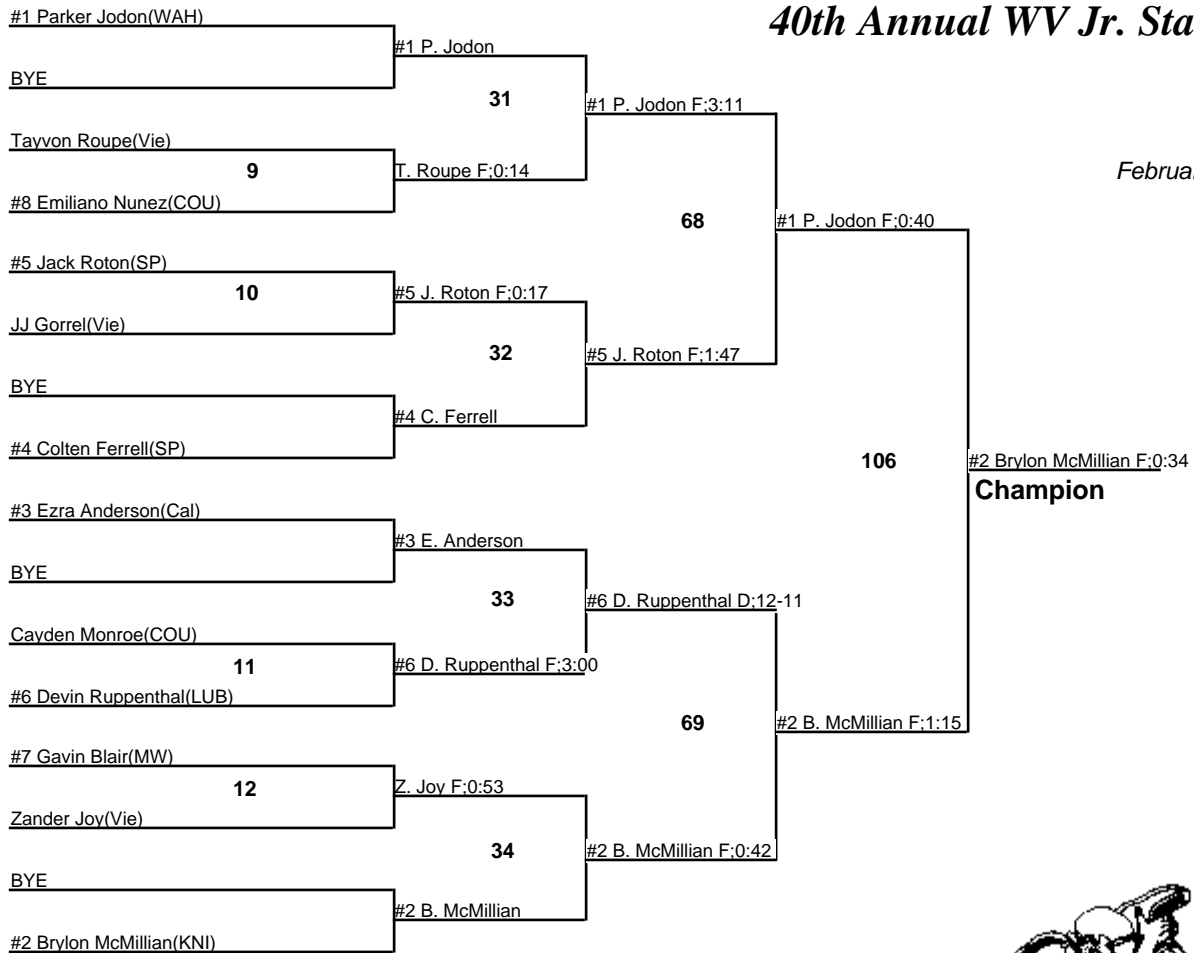 40th Annual WV Jr. Sta
Februa
#1 Parker Jodon(WAH)
BYE
Tayvon Roupe(Vie)
9
#8 Emiliano Nunez(COU)
#5 Jack Roton(SP)
10
JJ Gorrel(Vie)
BYE
#4 Colten Ferrell(SP)
#3 Ezra Anderson(Cal)
BYE
Cayden Monroe(COU)
11
#6 Devin Ruppenthal(LUB)
#7 Gavin Blair(MW)
12
Zander Joy(Vie)
BYE
#2 Brylon McMillian(KNI)
#1 P. Jodon
31
T. Roupe F;0:14
#5 J. Roton F;0:17
32
#4 C. Ferrell
#3 E. Anderson
33
#6 D. Ruppenthal F;3:00
Z. Joy F;0:53
34
#2 B. McMillian
#1 P. Jodon F;3:11
68
#5 J. Roton F;1:47
#6 D. Ruppenthal D;12-11
69
#2 B. McMillian F;0:42
#1 P. Jodon F;0:40
106
#2 B. McMillian F;1:15
#2 Brylon McMillian F;0:34
Champion